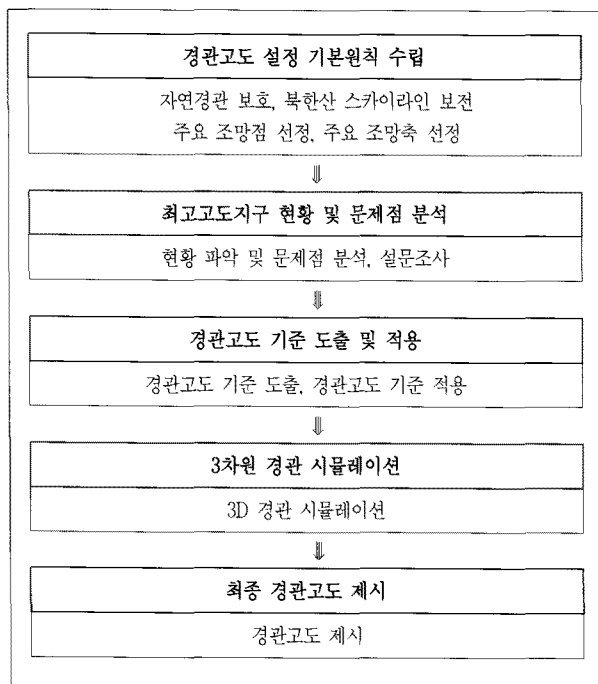 경관고도 설정 기본원칙 수립
자연경관 보호, 북한산 스카이라인 보전
주요 조망점 선정, 주요 조망축 선정
⇓
최고고도지구 현황 및 문제점 분석
현황 파악 및 문제점 분석, 설문조사
⇓
경관고도 기준 도출 및 적용
경관고도 기준 도출, 경관고도 기준 적용
⇓
3차원 경관 시뮬레이션
3D 경관 시뮬레이션
⇓
최종 경관고도 제시
경관고도 제시